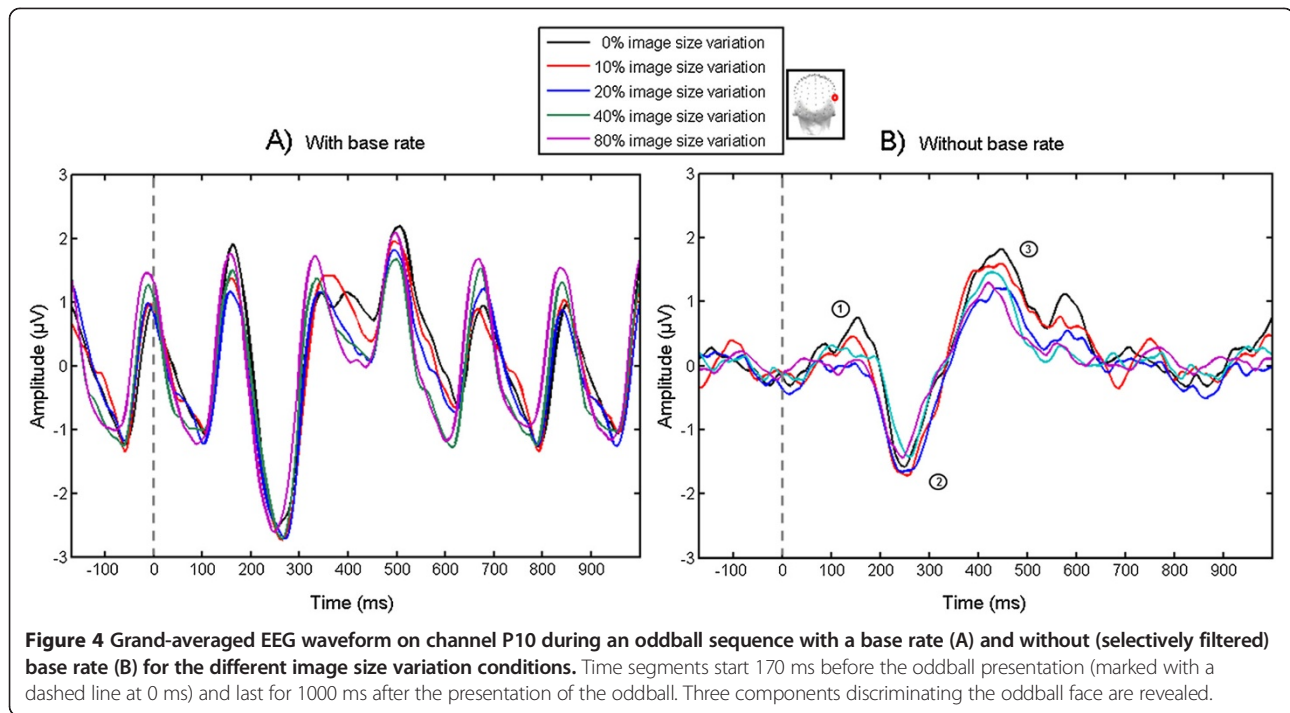 0% image size variation
10% image size variation
20% image size variation
40% image size variation
80% image size variation
A) With base rate
B) Without base rate
3
2
1
0
-1
-2
-3
Amplitude (µV)
-100 0 100 200 300 400 500 600 700 800 900
Time (ms)
3
2
1
0
-1
-2
-3
Amplitude (µV)
1
2
3
-100 0 100 200 300 400 500 600 700 800 900
Time (ms)
Figure 4 Grand-averaged EEG waveform on channel P10 during an oddball sequence with a base rate (A) and without (selectively filtered)
base rate (B) for the different image size variation conditions. Time segments start 170 ms before the oddball presentation (marked with a
dashed line at 0 ms) and last for 1000 ms after the presentation of the oddball. Three components discriminating the oddball face are revealed.